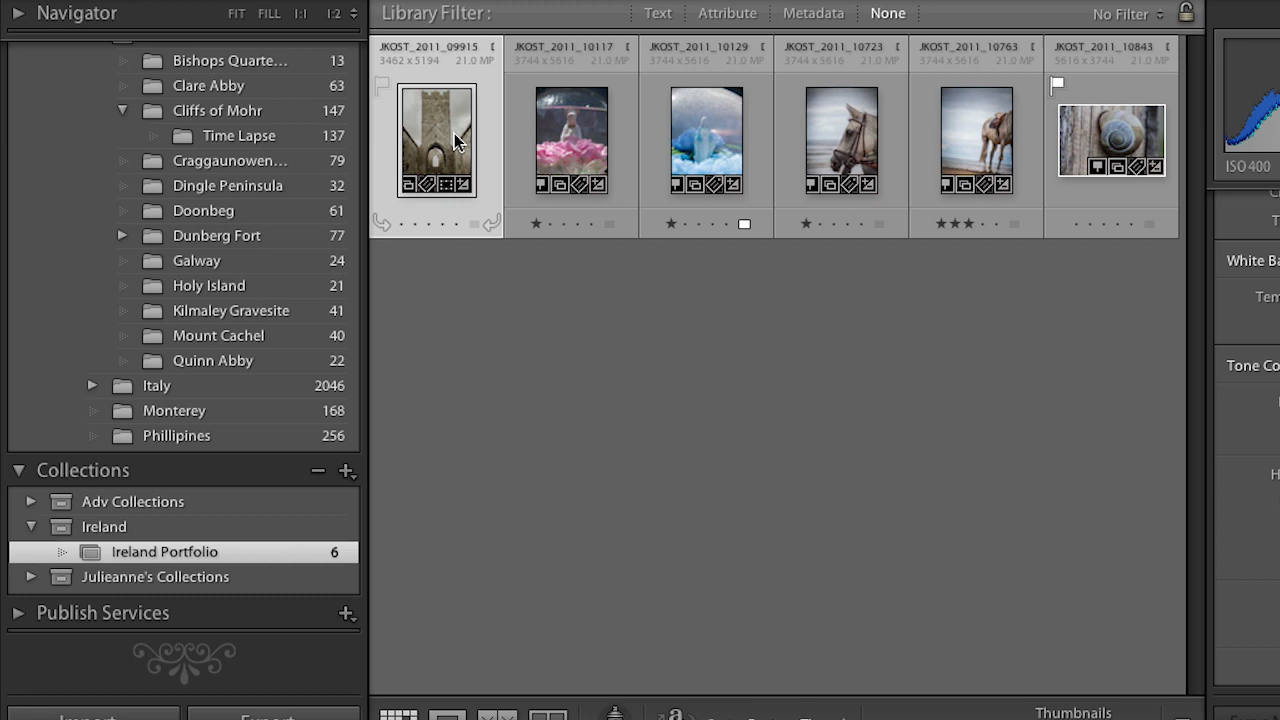 Navigator FIT FILL 1:1 1:2
Bishops Quarte... 13
Clare Abby 63
Cliffs of Mohr 147
Time Lapse 137
Craggaunowen... 79
Dingle Peninsula 32
Doonbeg 61
Dunberg Fort 77
Galway 24
Holy Island 21
Kilmaley Gravesite 41
Mount Cachel 40
Quinn Abby 22
Italy 2046
Monterey 168
Phillipines 256
Collections
Adv Collections
Ireland
Ireland Portfolio 6
Julieanne's Collections
Publish Services
Import... Export...
Library Filter : Text Attribute Metadata None No Filter
JKOST_2011_09915 JKOST_2011_10117 JKOST_2011_10129 JKOST_2011_10723 JKOST_2011_10763 JKOST_2011_10843
3462 x 5194 21.0 MP 3744 x 5616 21.0 MP 3744 x 5616 21.0 MP 3744 x 5616 21.0 MP 3744 x 5616 21.0 MP 5616 x 3744 21.0 MP
Thumbnails
ISO 400
White Ba
Tem
Tone Co
H